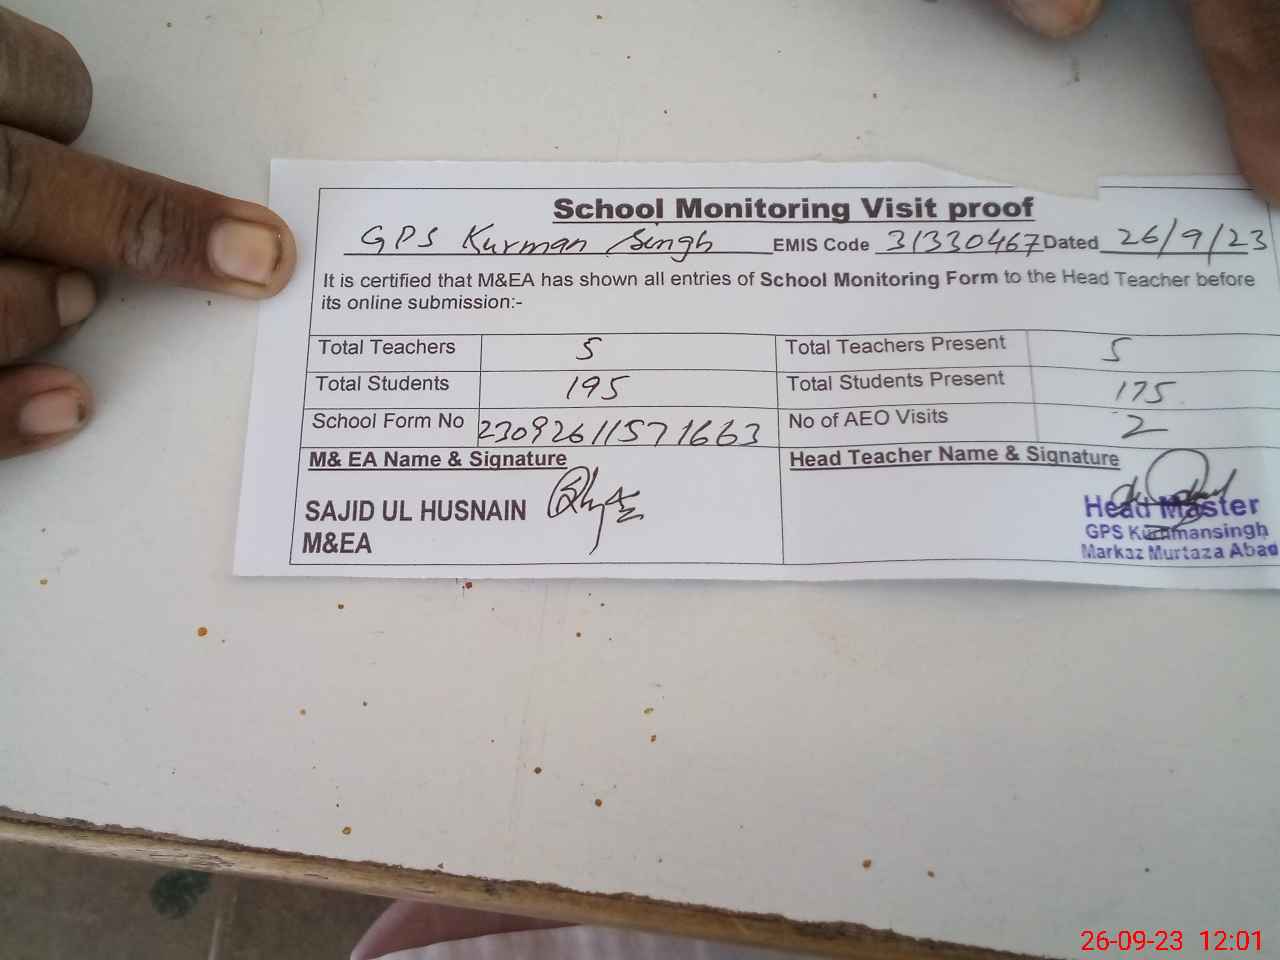 School Monitoring Visit proof
GPS Kurman Singh EMIS Code 31330467 Dated 26/9/23
It is certified that M&EA has shown all entries of School Monitoring Form to the Head Teacher before
its online submission:-
Total Teachers 5 Total Teachers Present 5
Total Students 195 Total Students Present 175
School Form No 23092611571663 No of AEO Visits 2
M& EA Name & Signature Head Teacher Name & Signature
SAJID UL HUSNAIN
M&EA
Head Master
GPS Kurmansingh
Markaz Murtaza Abad
26-09-23 12:01